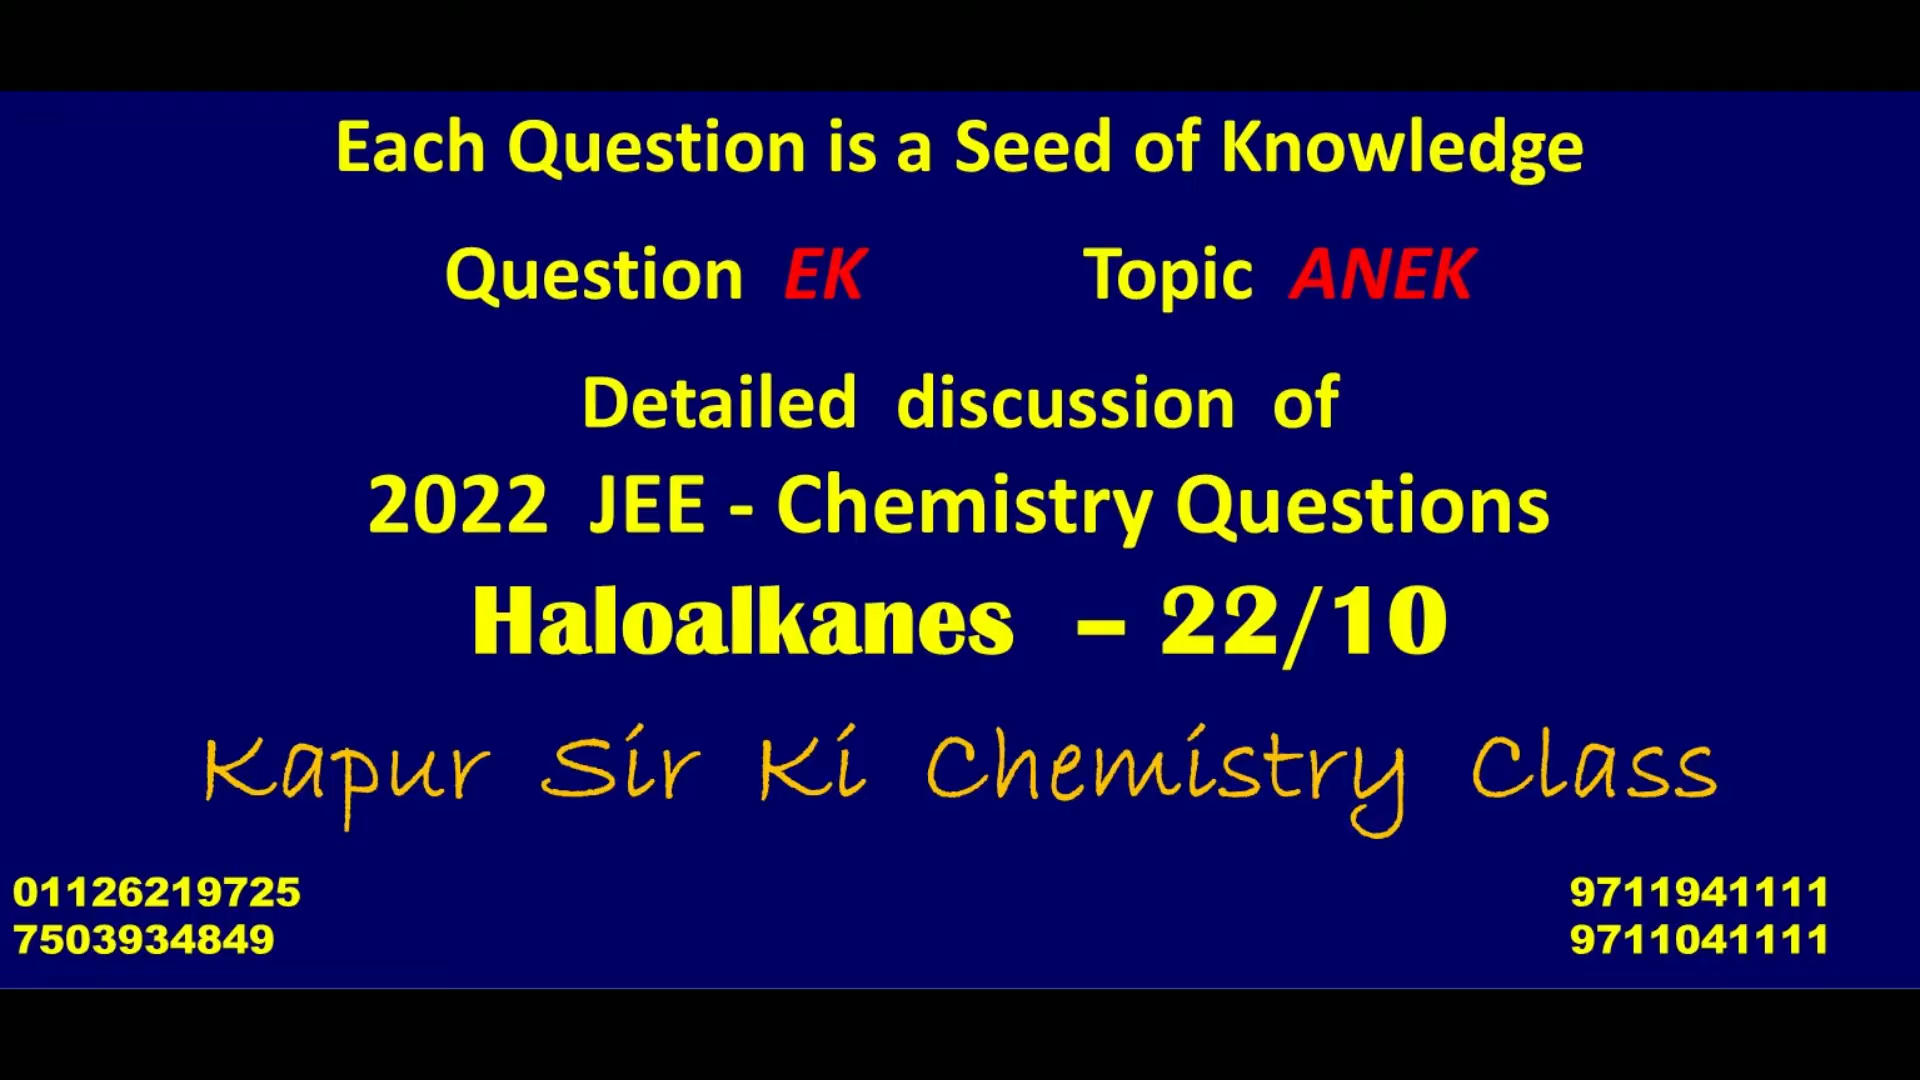 Each Question is a Seed of Knowledge
Question EK Topic ANEK
Detailed discussion of
2022 JEE - Chemistry Questions
Haloalkanes – 22/10
Kapur Sir Ki Chemistry Class
01126219725 9711941111
7503934849 9711041111